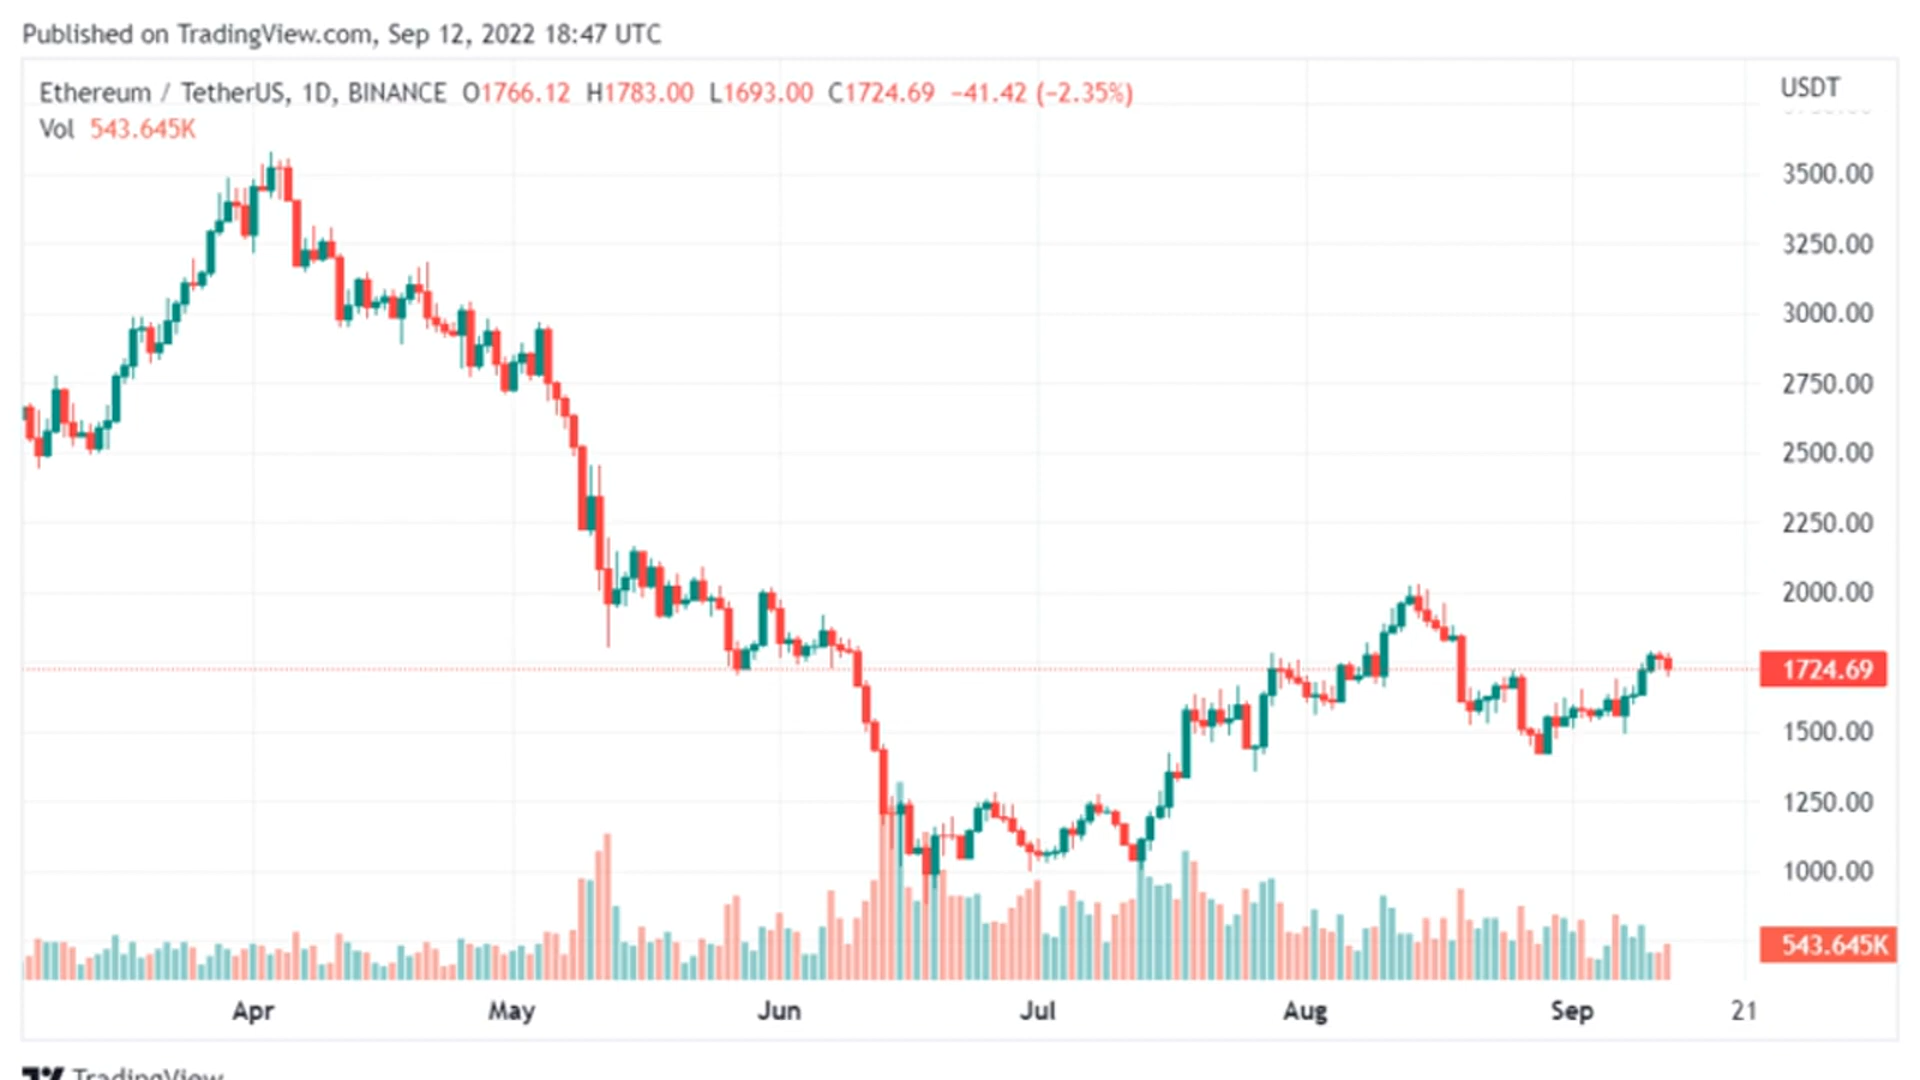 Published on TradingView.com, Sep 12, 2022 18:47 UTC
Ethereum / TetherUS, 1D, BINANCE O1766.12 H1783.00 L1693.00 C1724.69 −41.42 (−2.35%)
Vol 543.645K
USDT
3500.00
3250.00
3000.00
2750.00
2500.00
2250.00
2000.00
1724.69
1500.00
1250.00
1000.00
543.645K
Apr May Jun Jul Aug Sep 21
TradingView